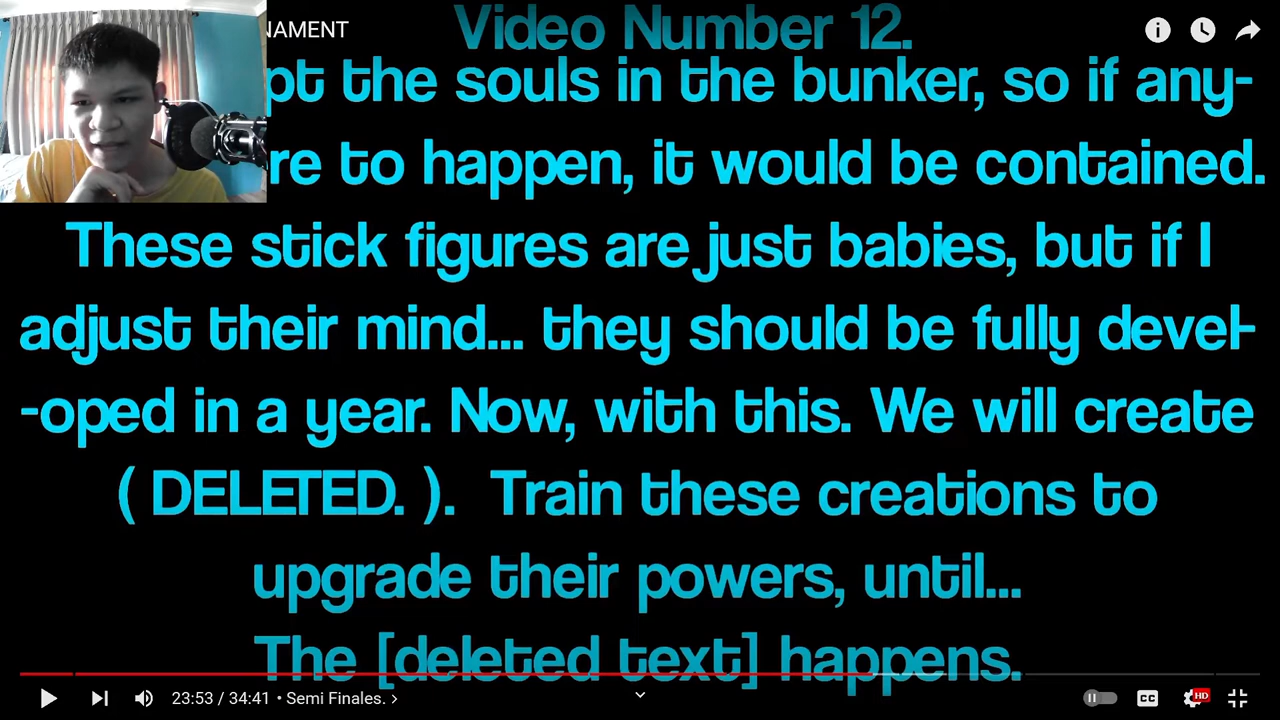 NAMENT
Video Number 12.
pt the souls in the bunker, so if any-
re to happen, it would be contained.
These stick figures are just babies, but if I
adjust their mind... they should be fully devel-
-oped in a year. Now, with this. We will create
( DELETED. ). Train these creations to
upgrade their powers, until...
The [deleted text] happens.
23:53 / 34:41 • Semi Finales. ›
CC
HD